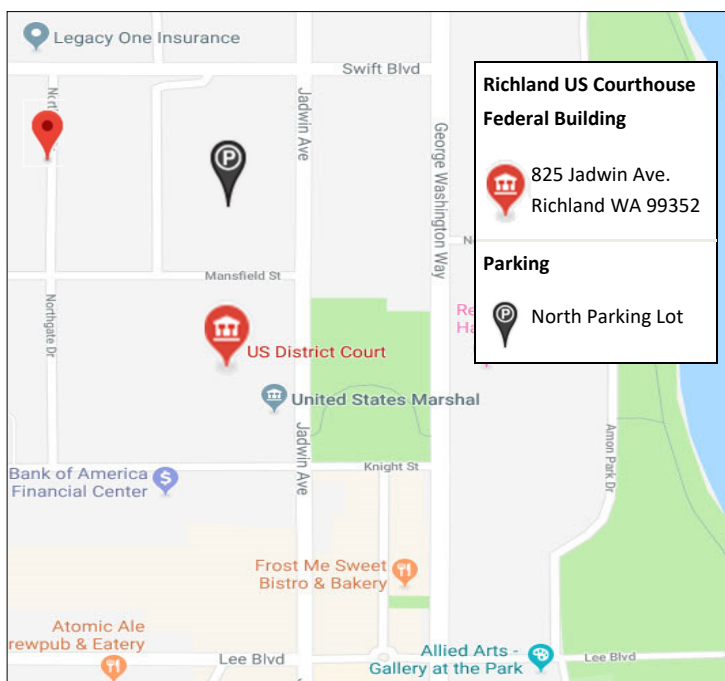 Legacy One Insurance
Swift Blvd
Jadwin Ave
George Washington Way
Richland US Courthouse
Federal Building
825 Jadwin Ave.
Richland WA 99352
Parking
P
North Parking Lot
P
Mansfield St
Northgate Dr
US District Court
United States Marshal
Jadwin Ave
Amon Park Dr
Knight St
Bank of America
Financial Center
Frost Me Sweet
Bistro & Bakery
Atomic Ale
rewpub & Eatery
Lee Blvd
Allied Arts -
Gallery at the Park
Lee Blvd